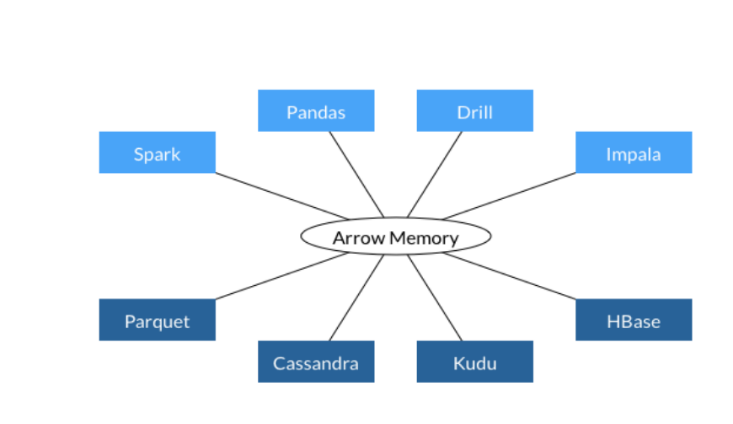 Pandas
Drill
Spark
Impala
Arrow Memory
Parquet
HBase
Cassandra
Kudu